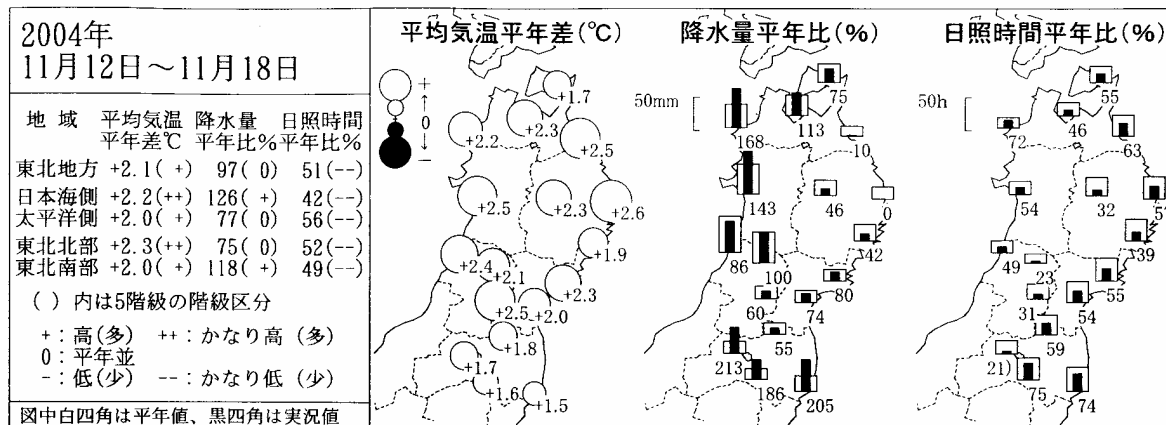 2004年
11月12日～11月18日
地 域 平均気温 降水量 日照時間
平年差℃ 平年比% 平年比%
東北地方 +2.1( +) 97( 0) 51(--)
日本海側 +2.2(++) 126( +) 42(--)
太平洋側 +2.0( +) 77( 0) 56(--)
東北北部 +2.3(++) 75( 0) 52(--)
東北南部 +2.0( +) 118( +) 49(--)
( ) 内は5階級の階級区分
+：高(多) ++：かなり高 (多)
0：平年並
-：低(少) --：かなり低 (少)
図中白四角は平年値、黒四角は実況値
平均気温平年差(℃)
+
↑
0
↓
-
+1.7
+2.3
+2.2
+2.5
+2.5
+2.3
+2.6
+1.9
+2.4
+2.1
+2.3
+2.5
+2.0
+1.8
+1.7
+1.6
+1.5
降水量平年比(%)
50mm
75
113
168
10
143
46
0
42
86
100
80
60
74
55
213
186
205
日照時間平年比(%)
50h
55
46
72
63
54
32
39
49
23
55
31
54
59
21)
75
74